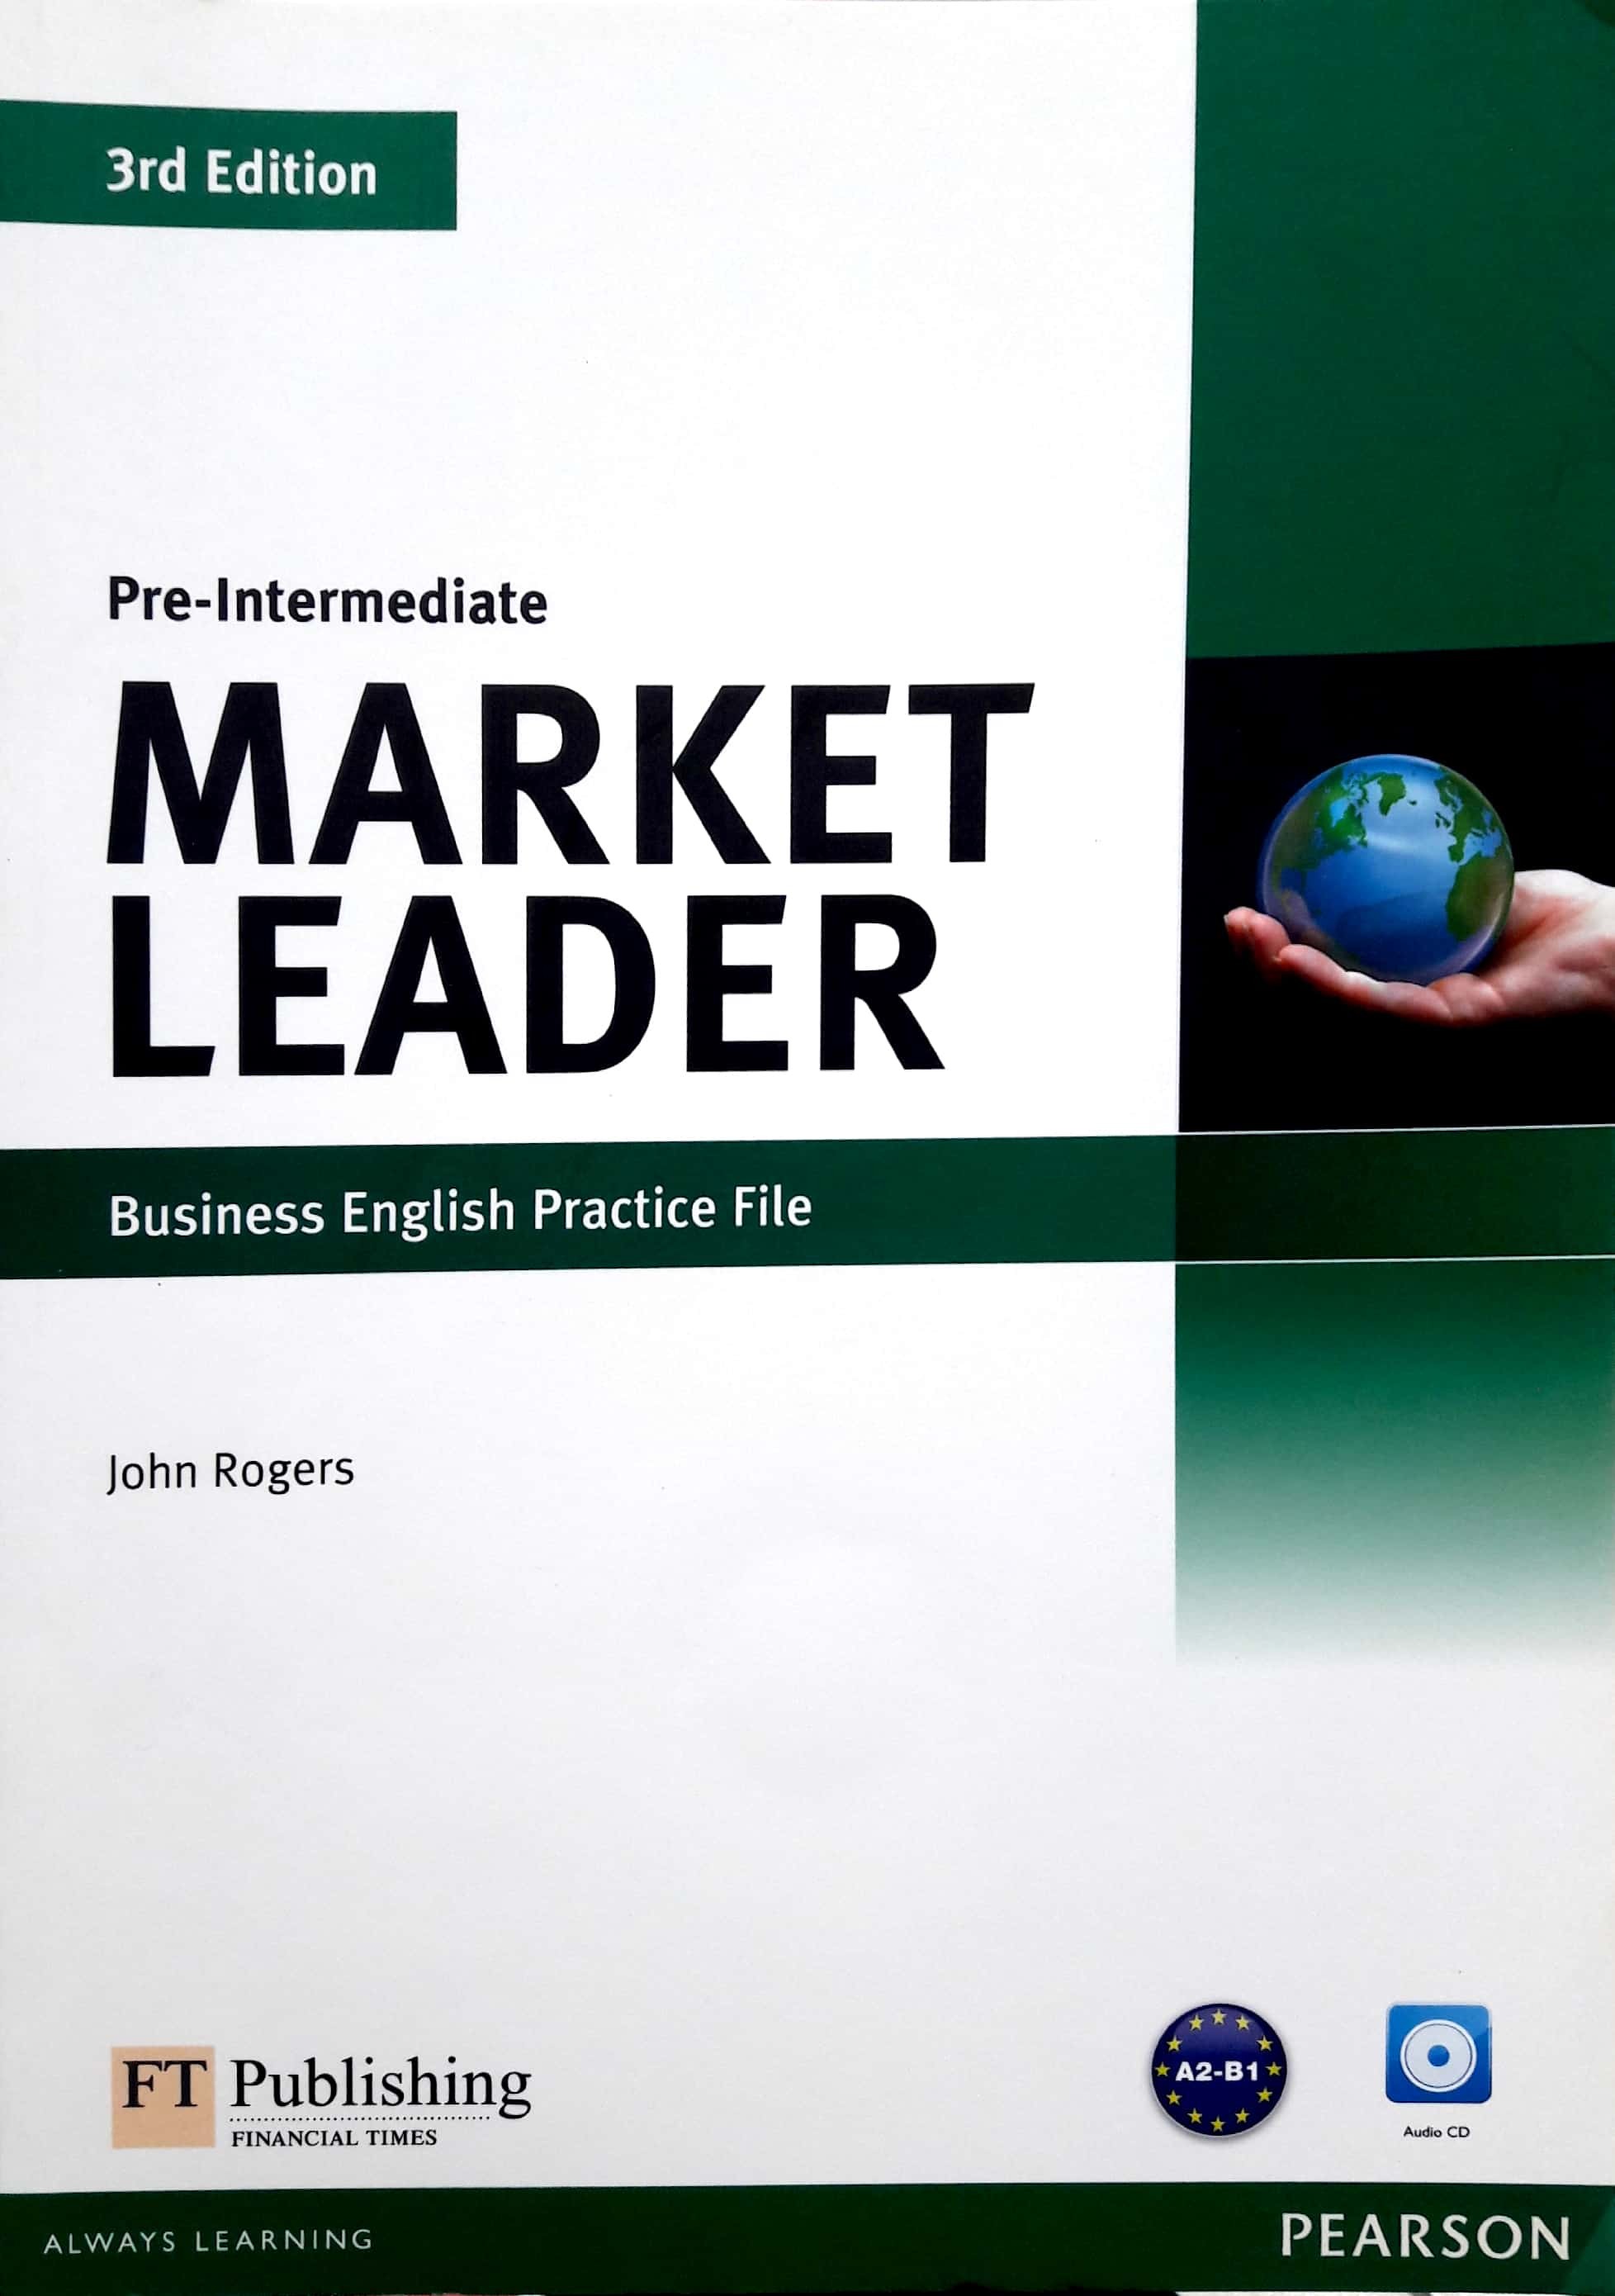 3rd Edition
Pre-Intermediate
MARKET
LEADER
Business English Practice File
John Rogers
FT Publishing
FINANCIAL TIMES
A2-B1
Audio CD
ALWAYS LEARNING
PEARSON